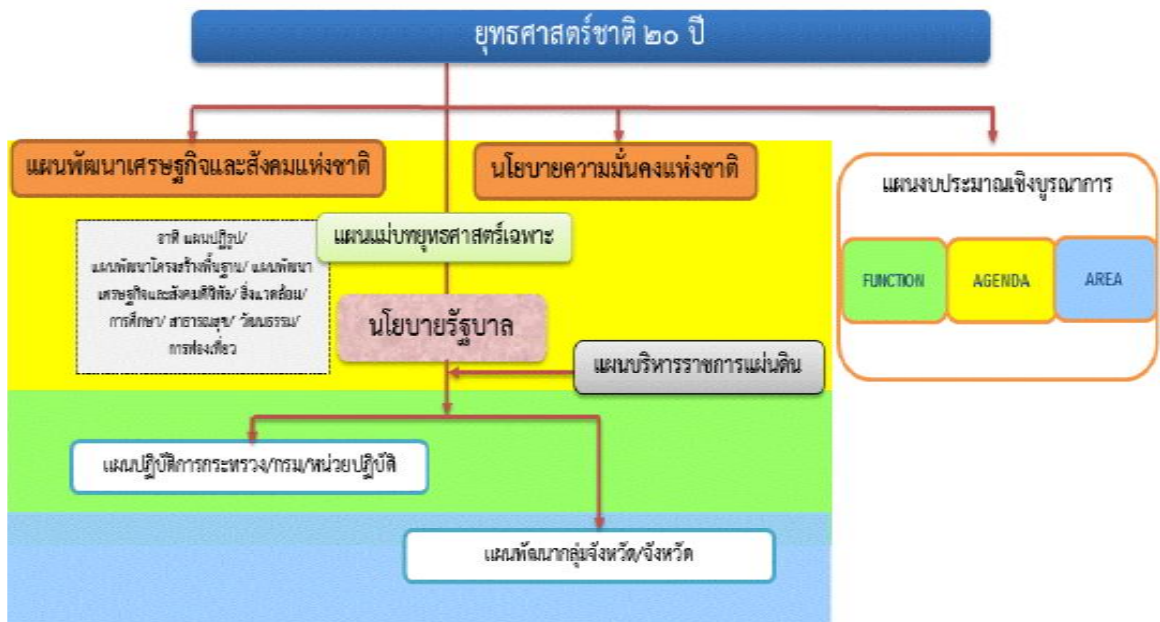 ยุทธศาสตร์ชาติ ๒๐ ปี
แผนพัฒนาเศรษฐกิจและสังคมแห่งชาติ
นโยบายความมั่นคงแห่งชาติ
แผนงบประมาณเชิงบูรณาการ
FUNCTION
AGENDA
AREA
แผนแม่บทยุทธศาสตร์เฉพาะ
อาทิ แผนปฏิรูป/
แผนพัฒนาโครงสร้างพื้นฐาน/ แผนพัฒนา
เศรษฐกิจและสังคมดิจิทัล/ สิ่งแวดล้อม/
การศึกษา/ สาธารณสุข/ วัฒนธรรม/
การท่องเที่ยว
นโยบายรัฐบาล
แผนบริหารราชการแผ่นดิน
แผนปฏิบัติการกระทรวง/กรม/หน่วยปฏิบัติ
แผนพัฒนากลุ่มจังหวัด/จังหวัด